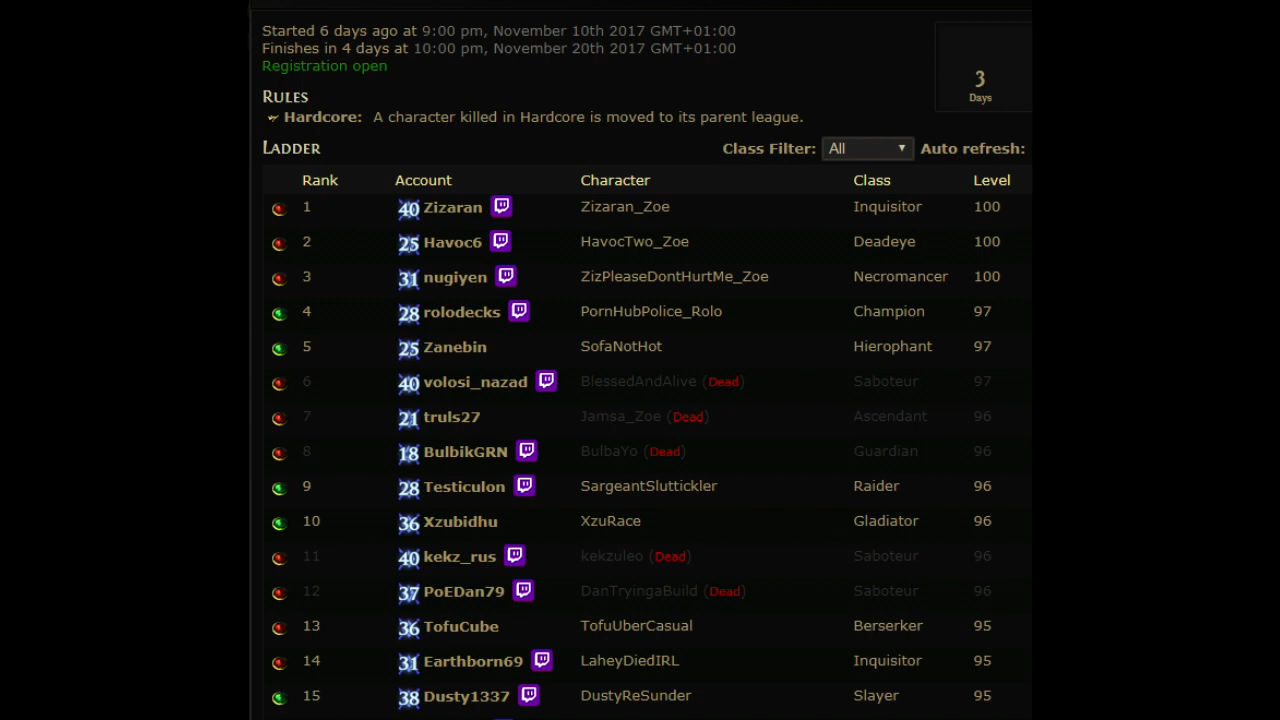 Started 6 days ago at 9:00 pm, November 10th 2017 GMT+01:00
Finishes in 4 days at 10:00 pm, November 20th 2017 GMT+01:00
Registration open
3
Days
RULES
Hardcore: A character killed in Hardcore is moved to its parent league.
LADDER Class Filter: All Auto refresh:
Rank Account Character Class Level
1 40 Zizaran Zizaran_Zoe Inquisitor 100
2 25 Havoc6 HavocTwo_Zoe Deadeye 100
3 31 nugiyen ZizPleaseDontHurtMe_Zoe Necromancer 100
4 28 rolodecks PornHubPolice_Rolo Champion 97
5 25 Zanebin SofaNotHot Hierophant 97
6 40 volosi_nazad BlessedAndAlive (Dead) Saboteur 97
7 21 truls27 Jamsa_Zoe (Dead) Ascendant 96
8 18 BulbikGRN BulbaYo (Dead) Guardian 96
9 28 Testiculon SargeantSluttickler Raider 96
10 36 Xzubidhu XzuRace Gladiator 96
11 40 kekz_rus kekzuleo (Dead) Saboteur 96
12 37 PoEDan79 DanTryingaBuild (Dead) Saboteur 96
13 36 TofuCube TofuUberCasual Berserker 95
14 31 Earthborn69 LaheyDiedIRL Inquisitor 95
15 38 Dusty1337 DustyReSunder Slayer 95